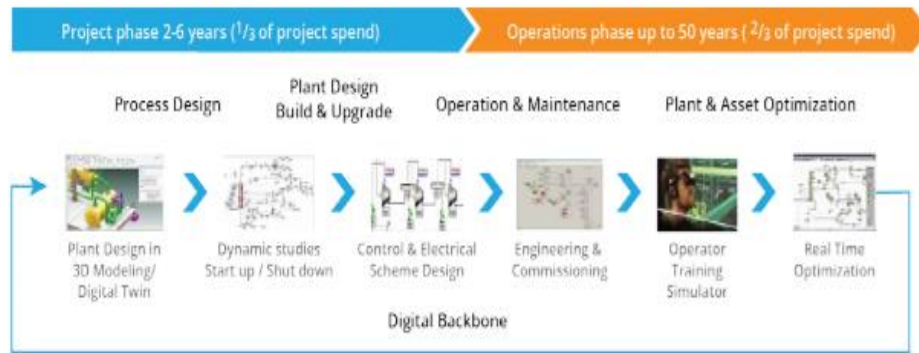 Project phase 2-6 years (1/3 of project spend)
Operations phase up to 50 years ( 2/3 of project spend)
Process Design
Plant Design
Build & Upgrade
Operation & Maintenance
Plant & Asset Optimization
Plant Design in
3D Modeling/
Digital Twin
Dynamic studies
Start up / Shut down
Control & Electrical
Scheme Design
Engineering &
Commissioning
Operator
Training
Simulator
Real Time
Optimization
Digital Backbone